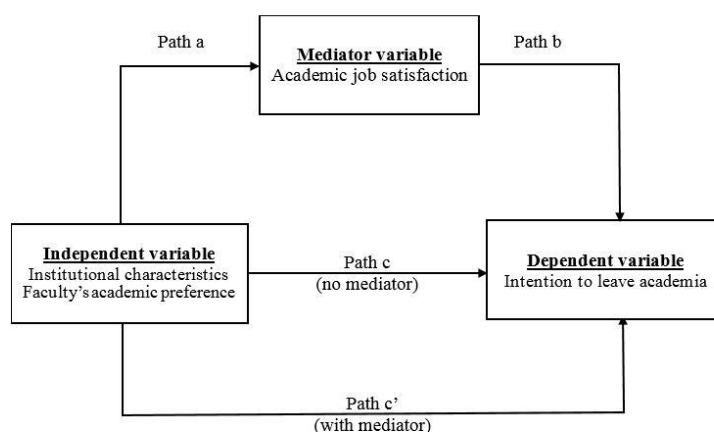 Path a
Path b
Mediator variable
Academic job satisfaction
Independent variable
Institutional characteristics
Faculty’s academic preference
Path c
(no mediator)
Dependent variable
Intention to leave academia
Path c’
(with mediator)